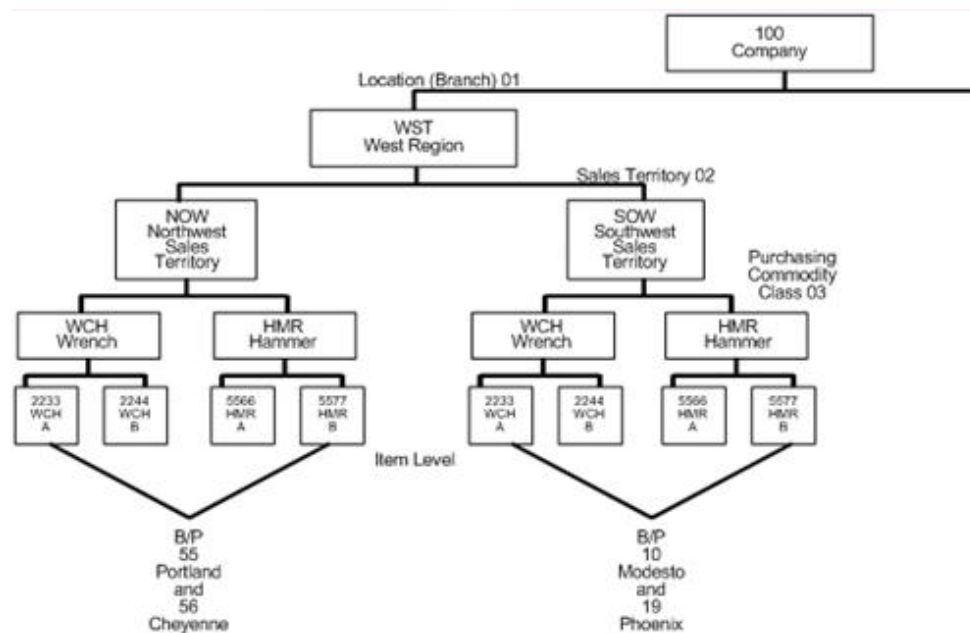 100
Company
Location (Branch) 01
WST
West Region
Sales Territory 02
NOW
Northwest
Sales
Territory
SOW
Southwest
Sales
Territory
Purchasing
Commodity
Class 03
WCH
Wrench
HMR
Hammer
WCH
Wrench
HMR
Hammer
2233
WCH
A
2244
WCH
B
5566
HMR
A
5577
HMR
B
2233
WCH
A
2244
WCH
B
5566
HMR
A
5577
HMR
B
Item Level
B/P
55
Portland
and
56
Cheyenne
B/P
10
Modesto
and
19
Phoenix